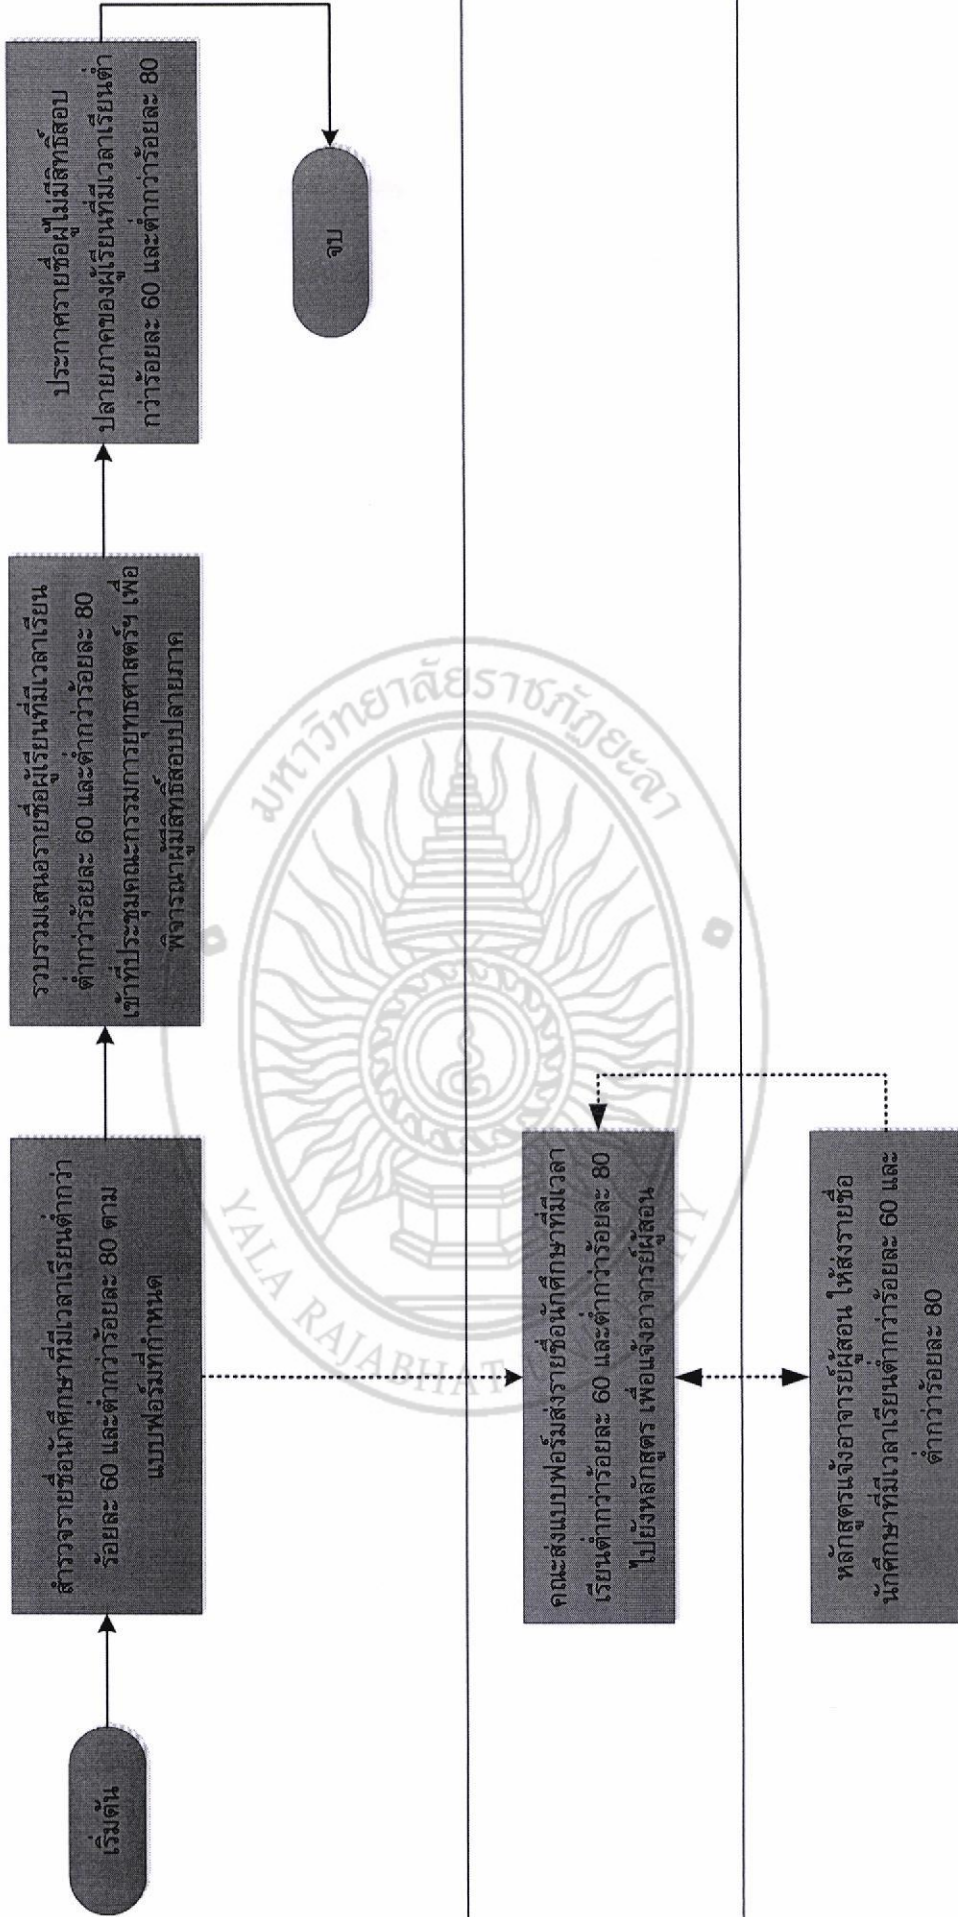 เริ่มต้น
สำรวจรายชื่อนักศึกษาที่มีเวลาเรียนต่ำกว่า
ร้อยละ 60 และต่ำกว่าร้อยละ 80 ตาม
แบบฟอร์มที่กำหนด
รวบรวมเสนอรายชื่อผู้เรียนที่มีเวลาเรียน
ต่ำกว่าร้อยละ 60 และต่ำกว่าร้อยละ 80
เข้าที่ประชุมคณะกรรมการยุทธศาสตร์ฯ เพื่อ
พิจารณาผู้มีสิทธิ์สอบปลายภาค
ประกาศรายชื่อผู้ไม่มีสิทธิ์สอบ
ปลายภาคของผู้เรียนที่มีเวลาเรียนต่ำ
กว่าร้อยละ 60 และต่ำกว่าร้อยละ 80
จบ
คณะส่งแบบฟอร์มส่งรายชื่อนักศึกษาที่มีเวลา
เรียนต่ำกว่าร้อยละ 60 และต่ำกว่าร้อยละ 80
ไปยังหลักสูตร เพื่อแจ้งอาจารย์ผู้สอน
หลักสูตรแจ้งอาจารย์ผู้สอน ให้ส่งรายชื่อ
นักศึกษาที่มีเวลาเรียนต่ำกว่าร้อยละ 60 และ
ต่ำกว่าร้อยละ 80
มหาวิทยาลัยราชภัฏยะลา
YALA RAJABHAT